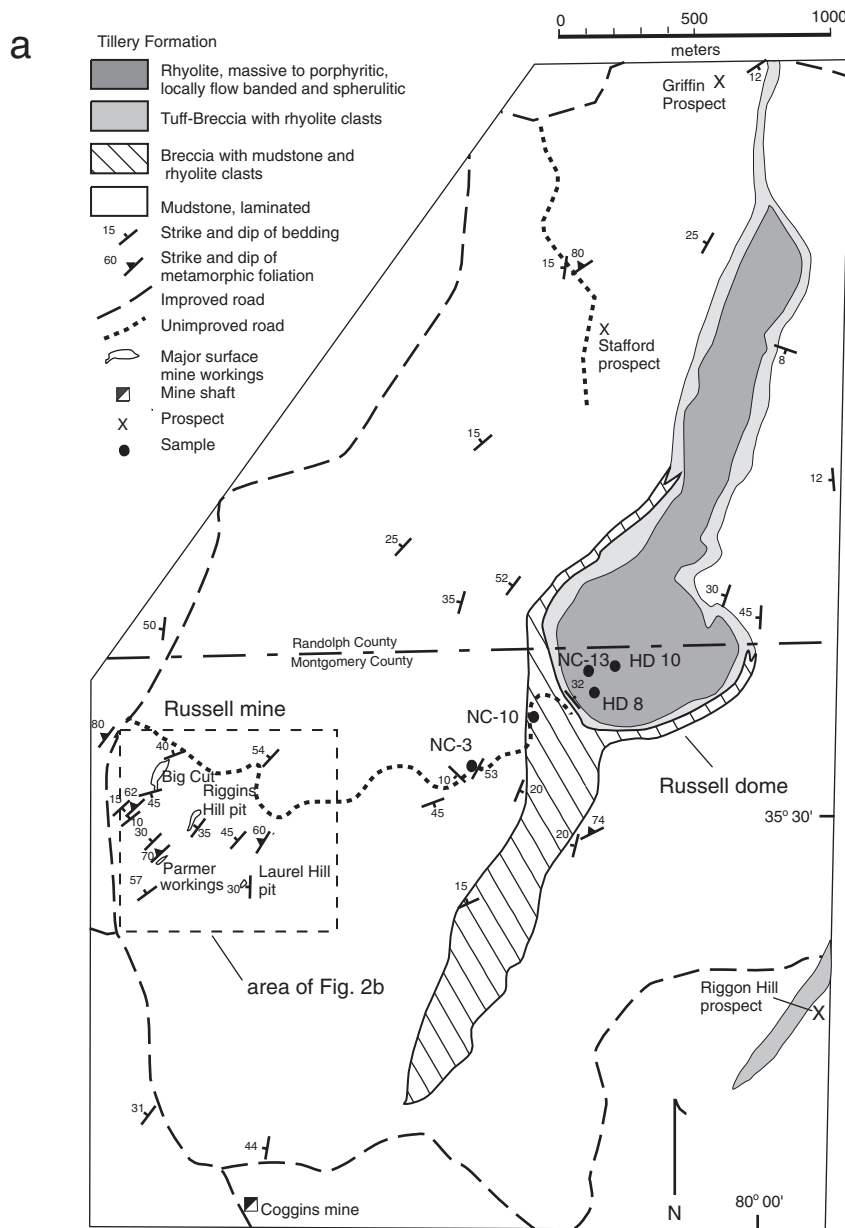 a
0 500 1000
meters
Tillery Formation
Rhyolite, massive to porphyritic,
locally flow banded and spherulitic
Tuff-Breccia with rhyolite clasts
Breccia with mudstone and
rhyolite clasts
Mudstone, laminated
15 Strike and dip of bedding
60 Strike and dip of
metamorphic foliation
Improved road
Unimproved road
Major surface
mine workings
Mine shaft
X Prospect
Sample
12
Griffin X
Prospect
25
15 80
X
Stafford
prospect
8
15
12
25
52
35
30
45
50
Randolph County
Montgomery County
NC-13 HD 10
32
HD 8
NC-10
Russell mine
80
NC-3
40
54
Russell dome
Big Cut
10 53
62
15 45
Riggins
Hill pit
20
45
10
35° 30'
30 35 45 60
74
20
70
Parmer
workings
Laurel Hill
pit
30
57
15
area of Fig. 2b
Riggon Hill
prospect
X
31
44
Coggins mine
N
80° 00'